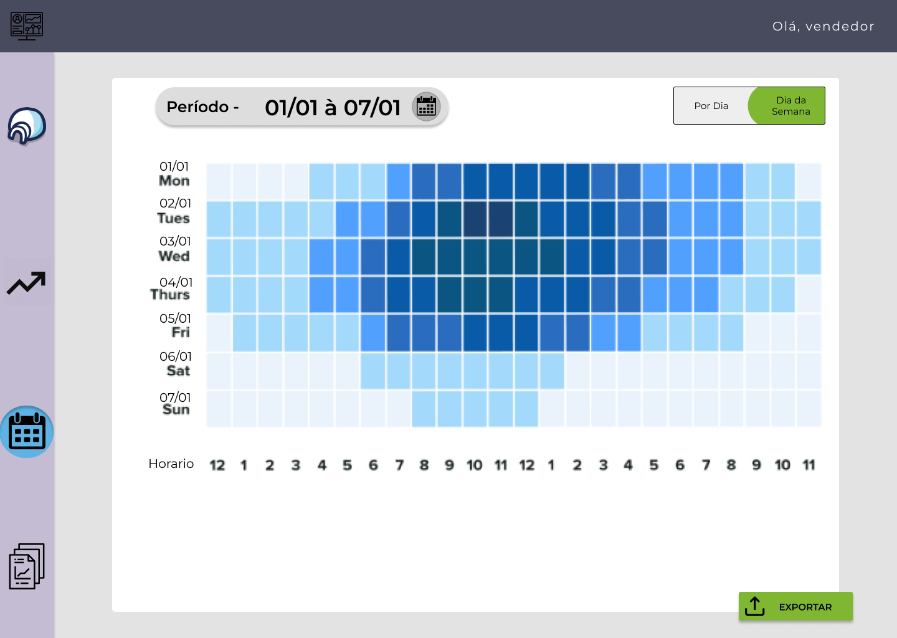 Olá, vendedor
Período - 01/01 à 07/01
Por Dia
Dia da
Semana
01/01
Mon
02/01
Tues
03/01
Wed
04/01
Thurs
05/01
Fri
06/01
Sat
07/01
Sun
Horario 12 1 2 3 4 5 6 7 8 9 10 11 12 1 2 3 4 5 6 7 8 9 10 11
EXPORTAR